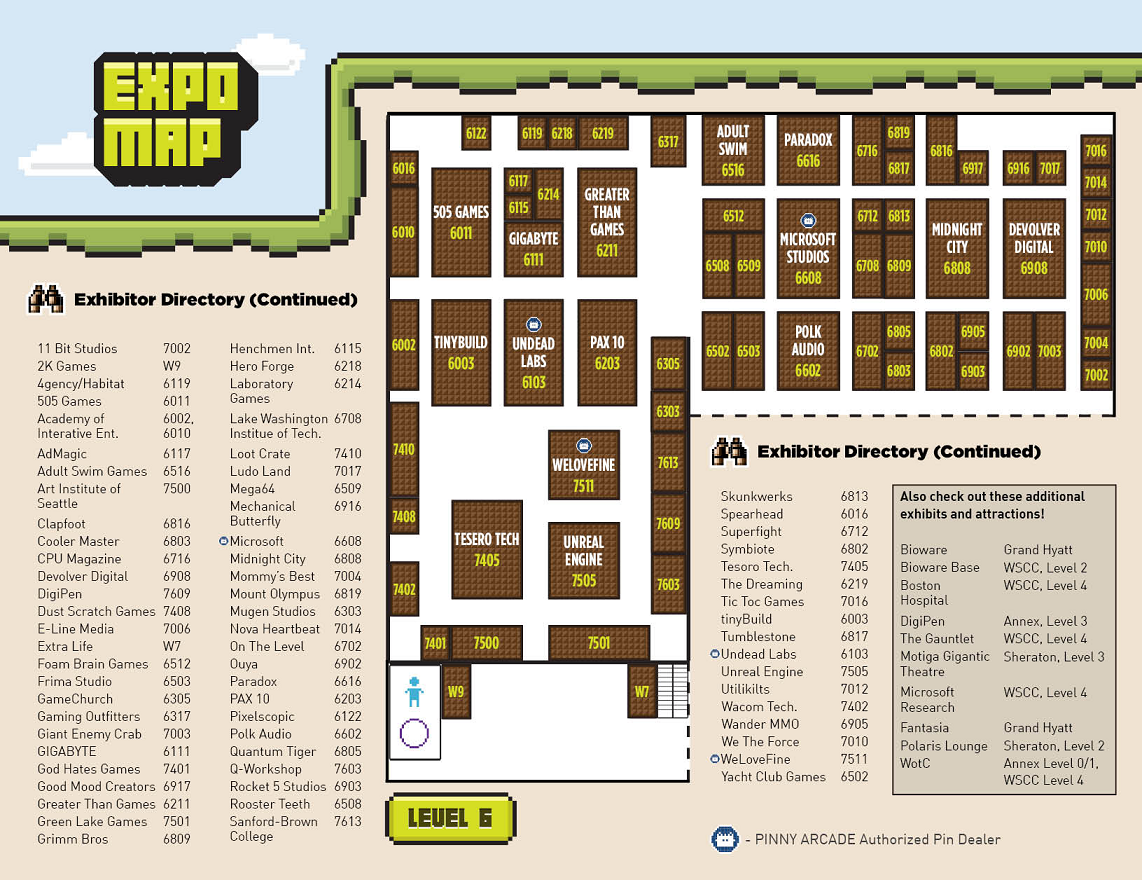 EXPO
MAP
Exhibitor Directory (Continued)
11 Bit Studios 7002
2K Games W9
4gency/Habitat 6119
505 Games 6011
Academy of 6002,
Interative Ent. 6010
AdMagic 6117
Adult Swim Games 6516
Art Institute of 7500
Seattle
Clapfoot 6816
Cooler Master 6803
CPU Magazine 6716
Devolver Digital 6908
DigiPen 7609
Dust Scratch Games 7408
E-Line Media 7006
Extra Life W7
Foam Brain Games 6512
Frima Studio 6503
GameChurch 6305
Gaming Outfitters 6317
Giant Enemy Crab 7003
GIGABYTE 6111
God Hates Games 7401
Good Mood Creators 6917
Greater Than Games 6211
Green Lake Games 7501
Grimm Bros 6809
Henchmen Int. 6115
Hero Forge 6218
Laboratory 6214
Games
Lake Washington 6708
Institue of Tech.
Loot Crate 7410
Ludo Land 7017
Mega64 6509
Mechanical 6916
Butterfly
Microsoft 6608
Midnight City 6808
Mommy's Best 7004
Mount Olympus 6819
Mugen Studios 6303
Nova Heartbeat 7014
On The Level 6702
Ouya 6902
Paradox 6616
PAX 10 6203
Pixelscopic 6122
Polk Audio 6602
Quantum Tiger 6805
Q-Workshop 7603
Rocket 5 Studios 6903
Rooster Teeth 6508
Sanford-Brown 7613
College
6122
6119 6218 6219
6317
ADULT
SWIM
6516
PARADOX
6616
6716
6819
6817
6816
6917
6916 7017
7016
7014
7012
7010
7006
7004
7002
6016
6010
505 GAMES
6011
6117
6115
6214
GIGABYTE
6111
GREATER
THAN
GAMES
6211
6512
6508 6509
MICROSOFT
STUDIOS
6608
6712 6813
6708 6809
MIDNIGHT
CITY
6808
DEVOLVER
DIGITAL
6908
6002
TINYBUILD
6003
UNDEAD
LABS
6103
PAX 10
6203
6305
6303
7613
7609
7603
6502 6503
POLK
AUDIO
6602
6702
6805
6803
6802
6905
6903
6902 7003
7410
7408
7402
WELOVEFINE
7511
TESERO TECH
7405
UNREAL
ENGINE
7505
7401 7500
7501
W9
W7
LEVEL 6
Exhibitor Directory (Continued)
Skunkwerks 6813
Spearhead 6016
Superfight 6712
Symbiote 6802
Tesoro Tech. 7405
The Dreaming 6219
Tic Toc Games 7016
tinyBuild 6003
Tumblestone 6817
Undead Labs 6103
Unreal Engine 7505
Utilikilts 7012
Wacom Tech. 7402
Wander MMO 6905
We The Force 7010
WeLoveFine 7511
Yacht Club Games 6502
Also check out these additional
exhibits and attractions!
Bioware Grand Hyatt
Bioware Base WSCC, Level 2
Boston WSCC, Level 4
Hospital
DigiPen Annex, Level 3
The Gauntlet WSCC, Level 4
Motiga Gigantic Sheraton, Level 3
Theatre
Microsoft WSCC, Level 4
Research
Fantasia Grand Hyatt
Polaris Lounge Sheraton, Level 2
WotC Annex Level 0/1,
WSCC Level 4
- PINNY ARCADE Authorized Pin Dealer